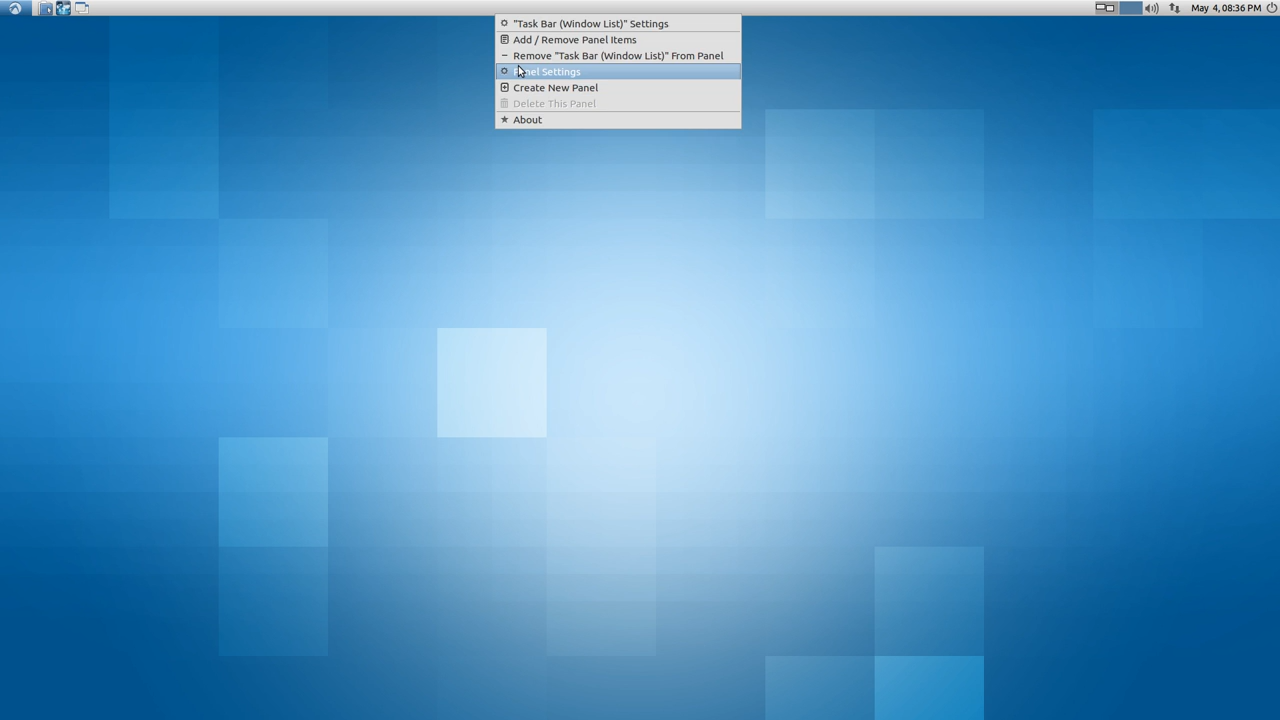 May 4, 08:36 PM
"Task Bar (Window List)" Settings
Add / Remove Panel Items
Remove "Task Bar (Window List)" From Panel
Panel Settings
Create New Panel
Delete This Panel
About